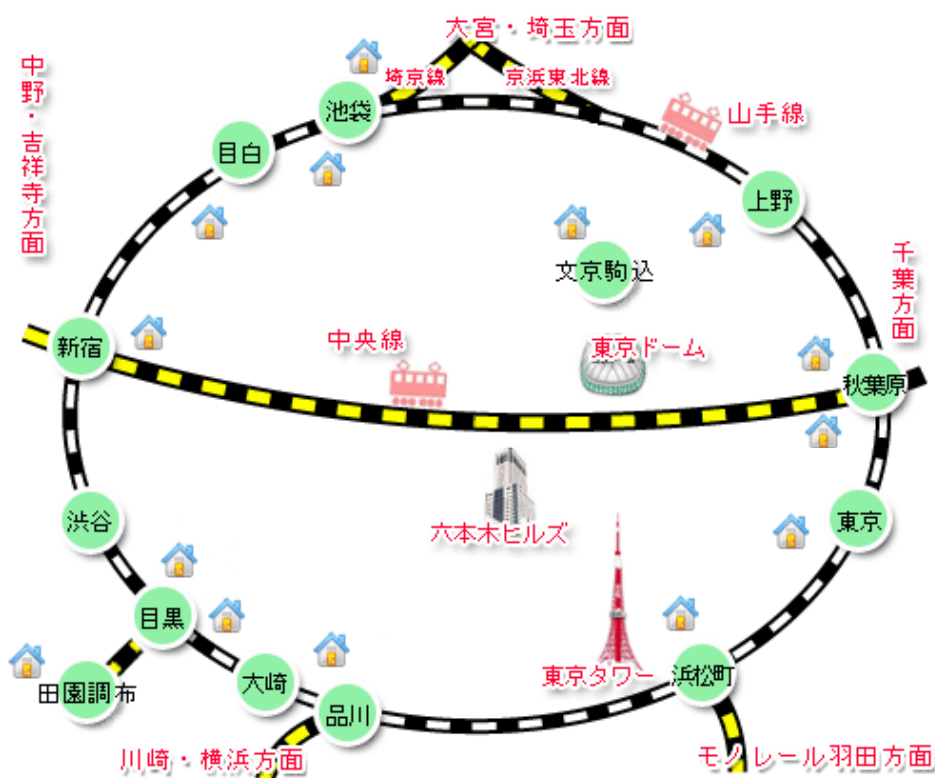 大宮・埼玉方面
中野・吉祥寺方面
埼京線
京浜東北線
池袋
山手線
目白
上野
文京駒込
千葉方面
新宿
中央線
東京ドーム
秋葉原
渋谷
六本木ヒルズ
東京
目黒
田園調布
大崎
東京タワー
浜松町
品川
川崎・横浜方面
モノレール羽田方面